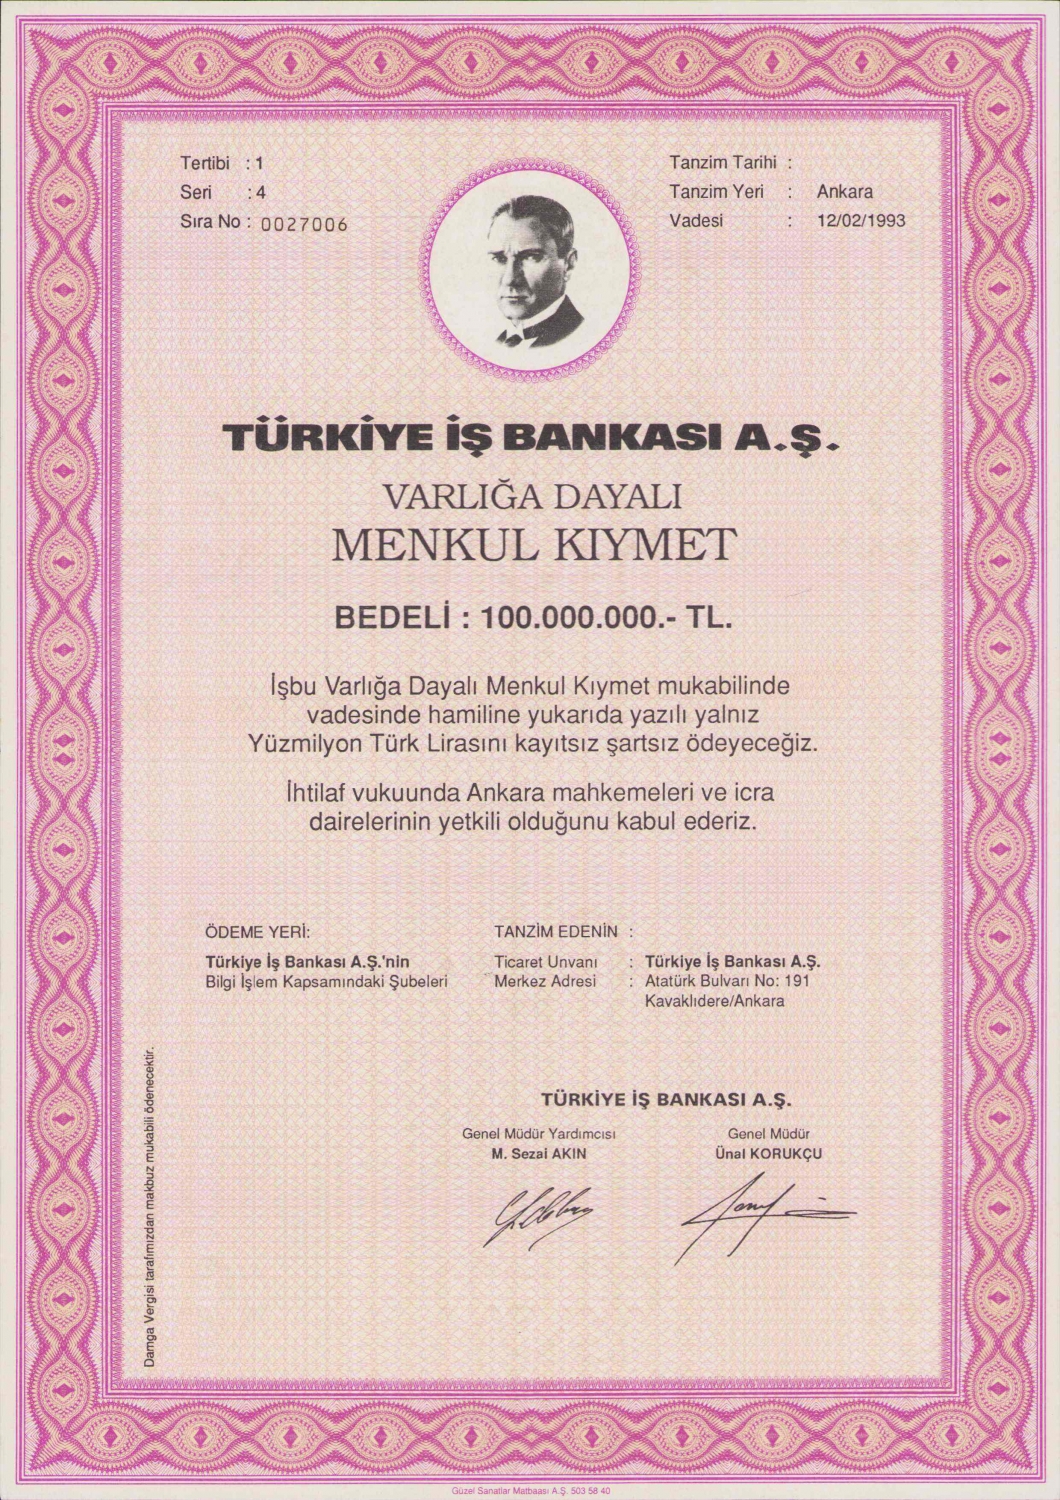 Tertibi : 1
Seri : 4
Sıra No : 0027006
Tanzim Tarihi :
Tanzim Yeri : Ankara
Vadesi : 12/02/1993
TÜRKİYE İŞ BANKASI A.Ş.
VARLIĞA DAYALI
MENKUL KIYMET
BEDELİ : 100.000.000.- TL.
İşbu Varlığa Dayalı Menkul Kıymet mukabilinde
vadesinde hamiline yukarıda yazılı yalnız
Yüzmilyon Türk Lirasını kayıtsız şartsız ödeyeceğiz.
İhtilaf vukuunda Ankara mahkemeleri ve icra
dairelerinin yetkili olduğunu kabul ederiz.
ÖDEME YERİ:
Türkiye İş Bankası A.Ş.'nin
Bilgi İşlem Kapsamındaki Şubeleri
TANZİM EDENİN :
Ticaret Unvanı : Türkiye İş Bankası A.Ş.
Merkez Adresi : Atatürk Bulvarı No: 191
Kavaklıdere/Ankara
TÜRKİYE İŞ BANKASI A.Ş.
Genel Müdür Yardımcısı
M. Sezai AKIN
Genel Müdür
Ünal KORUKÇU
Damga Vergisi tarafımızdan makbuz mukabili ödenecektir.
Güzel Sanatlar Matbaası A.Ş. 503 58 40